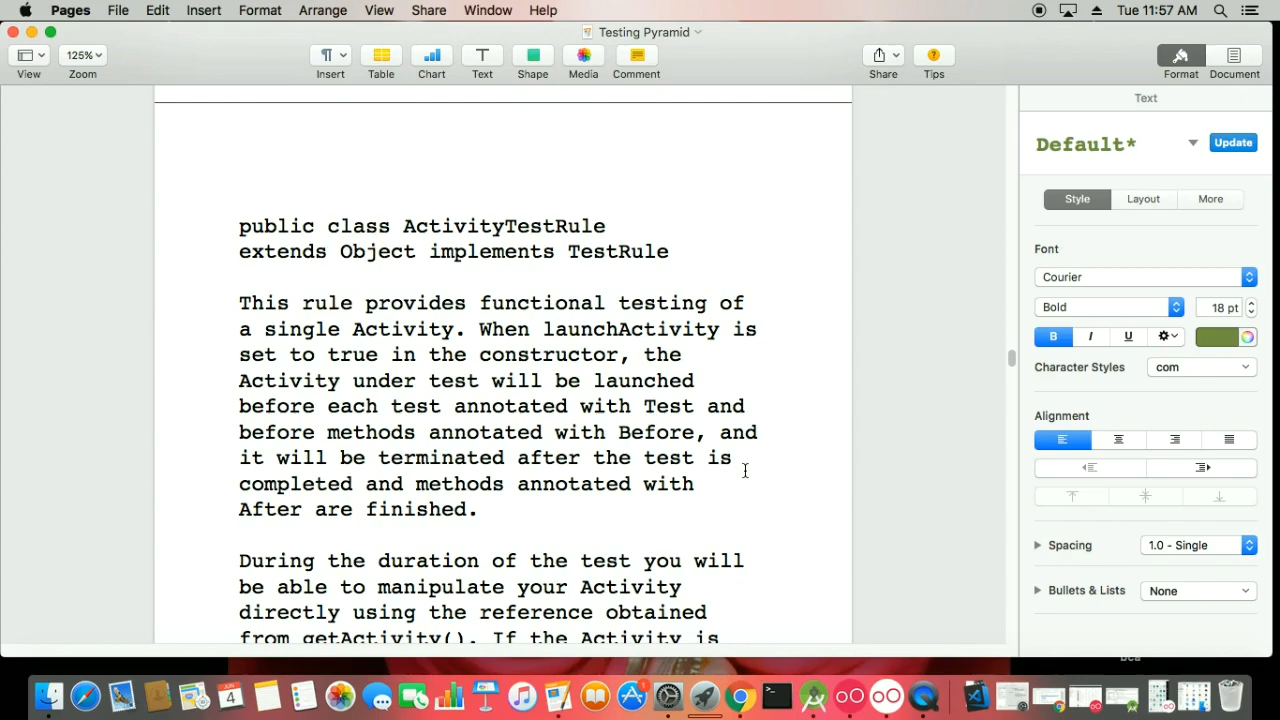 Pages File Edit Insert Format Arrange View Share Window Help Tue 11:57 AM
Testing Pyramid
125%
View Zoom Insert Table Chart Text Shape Media Comment Share Tips Format Document
public class ActivityTestRule
extends Object implements TestRule
This rule provides functional testing of
a single Activity. When launchActivity is
set to true in the constructor, the
Activity under test will be launched
before each test annotated with Test and
before methods annotated with Before, and
it will be terminated after the test is
completed and methods annotated with
After are finished.
During the duration of the test you will
be able to manipulate your Activity
directly using the reference obtained
from getActivity(). If the Activity is
Text
Default*
Update
Style Layout More
Font
Courier
Bold 18 pt
B I U
Character Styles com
Alignment
Spacing 1.0 - Single
Bullets & Lists None